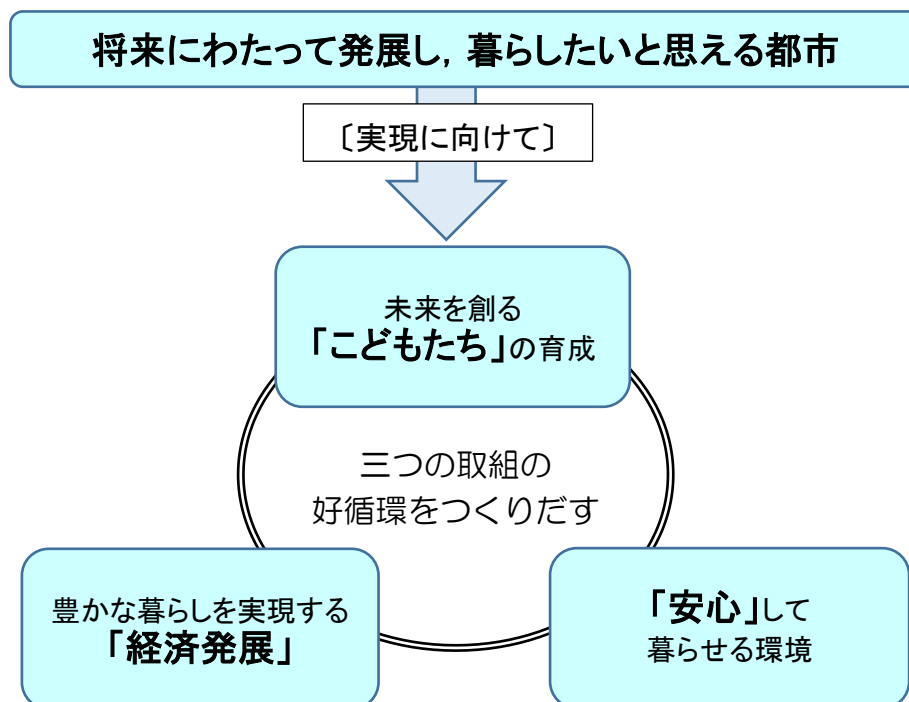 将来にわたって発展し，暮らしたいと思える都市
〔実現に向けて〕
未来を創る
「こどもたち」の育成
三つの取組の
好循環をつくりだす
豊かな暮らしを実現する
「経済発展」
「安心」して
暮らせる環境